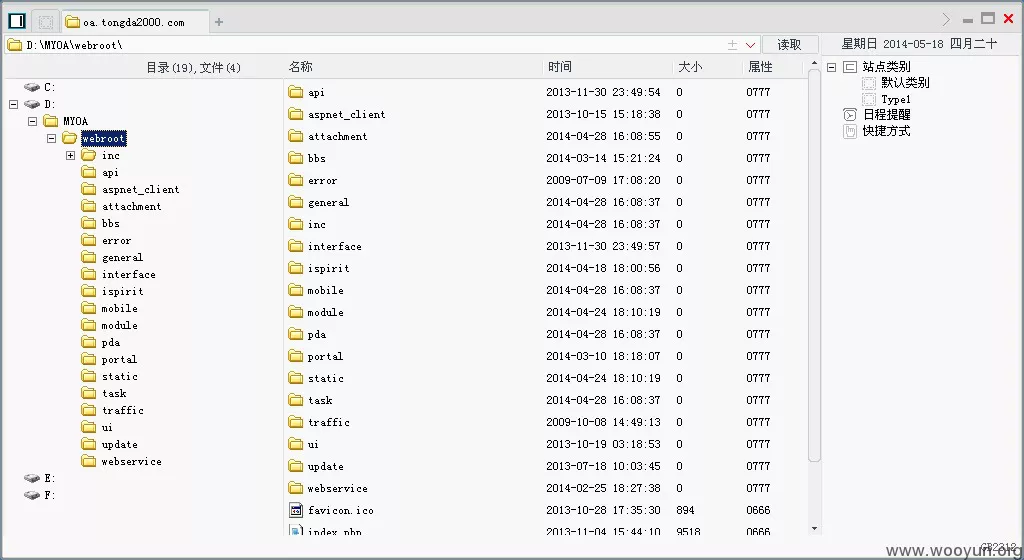 oa.tongda2000.com
D:\MYOA\webroot\
读取
星期日 2014-05-18 四月二十
目录(19),文件(4)
名称 时间 大小 属性
C:
D:
MYOA
webroot
inc
api
aspnet_client
attachment
bbs
error
general
interface
ispirit
mobile
module
pda
portal
static
task
traffic
ui
update
webservice
E:
F:
api 2013-11-30 23:49:54 0 0777
aspnet_client 2013-10-15 15:18:38 0 0777
attachment 2014-04-28 16:08:55 0 0777
bbs 2014-03-14 15:21:24 0 0777
error 2009-07-09 17:08:20 0 0777
general 2014-04-28 16:08:37 0 0777
inc 2014-04-28 16:08:37 0 0777
interface 2013-11-30 23:49:57 0 0777
ispirit 2014-04-18 18:00:56 0 0777
mobile 2014-04-28 16:08:37 0 0777
module 2014-04-24 18:10:19 0 0777
pda 2014-04-28 16:08:37 0 0777
portal 2014-03-10 18:18:07 0 0777
static 2014-04-24 18:10:19 0 0777
task 2014-04-28 16:08:37 0 0777
traffic 2009-10-08 14:49:13 0 0777
ui 2013-10-19 03:18:53 0 0777
update 2013-07-18 10:03:45 0 0777
webservice 2014-02-25 18:27:38 0 0777
favicon.ico 2013-10-28 17:35:30 894 0666
index.php 2013-11-04 15:44:10 9518 0666
站点类别
默认类别
Type1
日程提醒
快捷方式
GB2312
www.wooyun.org